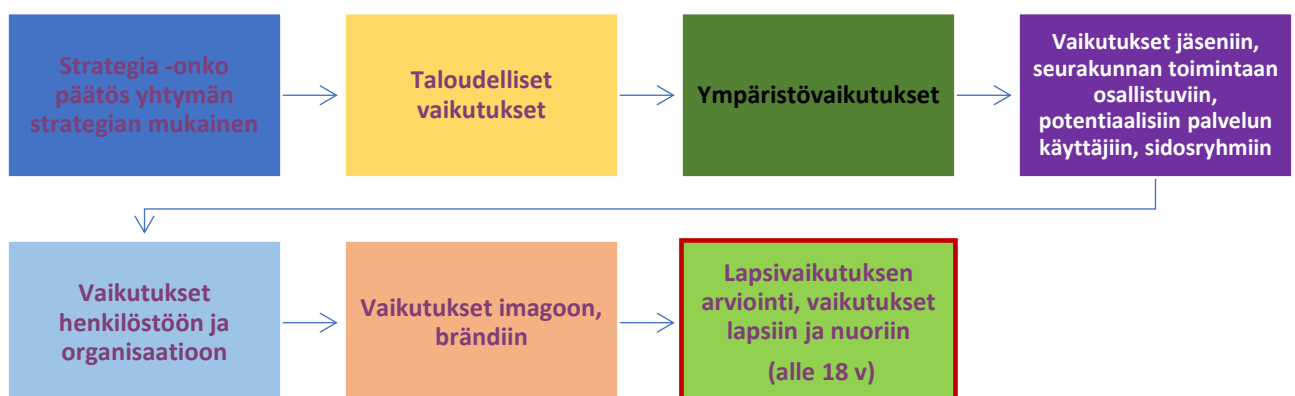 Strategia -onko
päätös yhtymän
strategian mukainen
Taloudelliset
vaikutukset
Ympäristövaikutukset
Vaikutukset jäseniin,
seurakunnan toimintaan
osallistuviin,
potentiaalisiin palvelun
käyttäjiin, sidosryhmiin
Vaikutukset
henkilöstöön ja
organisaatioon
Vaikutukset imagoon,
brändiin
Lapsivaikutuksen
arviointi, vaikutukset
lapsiin ja nuoriin
(alle 18 v)